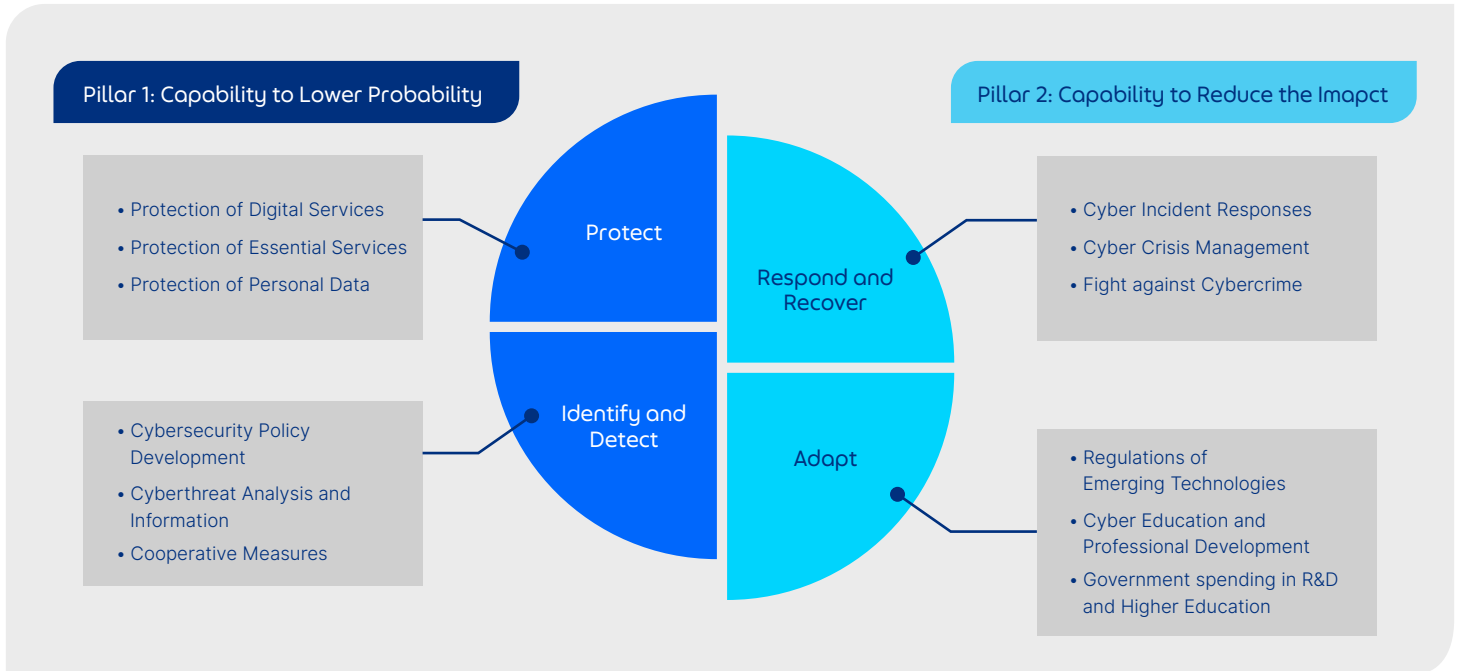 Pillar 1: Capability to Lower Probability
• Protection of Digital Services
• Protection of Essential Services
• Protection of Personal Data
Protect
• Cybersecurity Policy
Development
• Cyberthreat Analysis and
Information
• Cooperative Measures
Identify and
Detect
Pillar 2: Capability to Reduce the Imapct
Respond and
Recover
• Cyber Incident Responses
• Cyber Crisis Management
• Fight against Cybercrime
Adapt
• Regulations of
Emerging Technologies
• Cyber Education and
Professional Development
• Government spending in R&D
and Higher Education